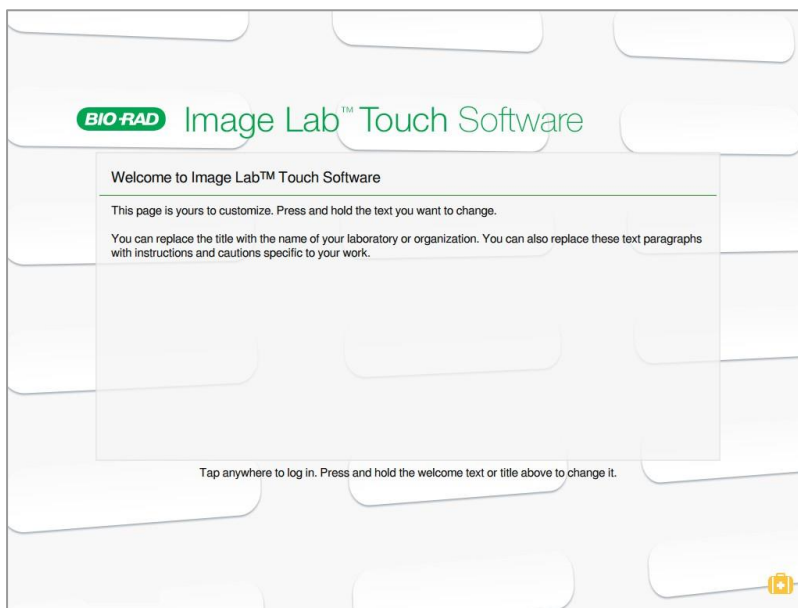 BIO-RAD Image Lab™ Touch Software
Welcome to Image Lab™ Touch Software
This page is yours to customize. Press and hold the text you want to change.
You can replace the title with the name of your laboratory or organization. You can also replace these text paragraphs
with instructions and cautions specific to your work.
Tap anywhere to log in. Press and hold the welcome text or title above to change it.